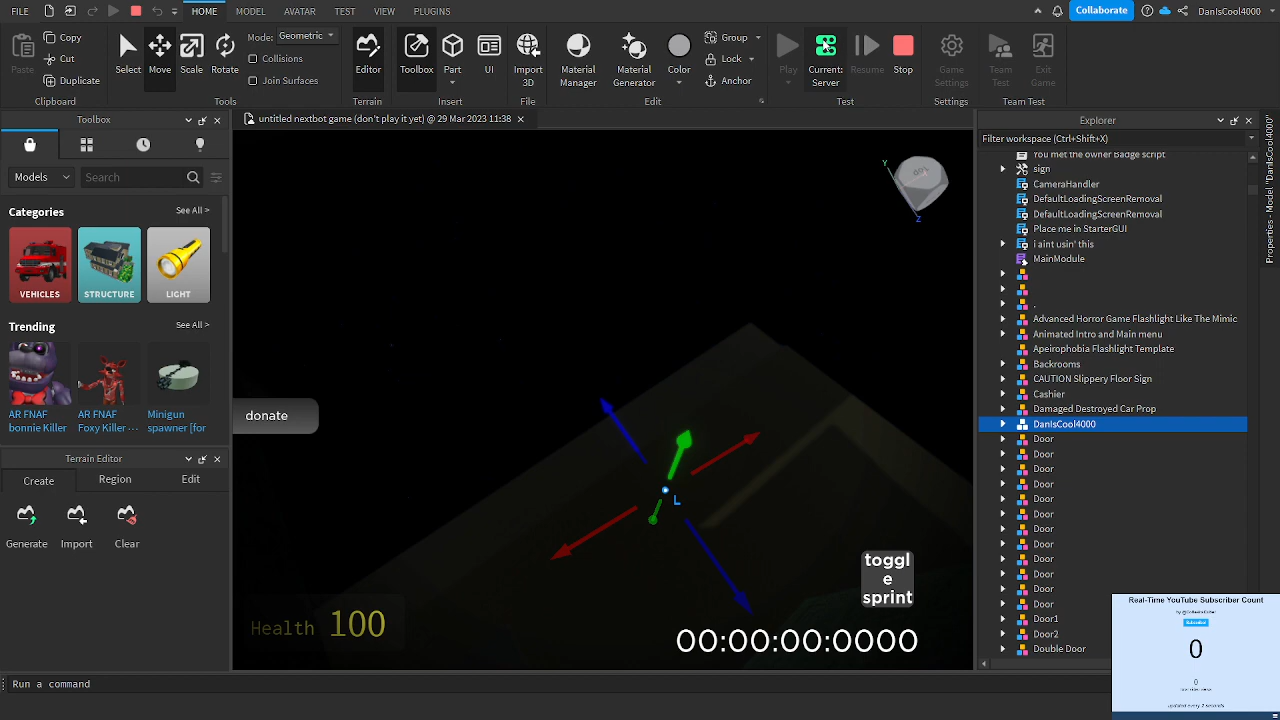 FILE HOME MODEL AVATAR TEST VIEW PLUGINS Collaborate DanIsCool4000
Paste Copy Cut Duplicate Clipboard
Select Move Scale Rotate Mode: Geometric Collisions Join Surfaces Tools
Editor Terrain
Toolbox Part UI Insert
Import 3D File
Material Manager Material Generator Color Group Lock Anchor Edit
Play Current: Server Resume Stop Test
Game Settings Settings
Team Test Exit Game Team Test
Toolbox
Models Search
Categories See All >
VEHICLES STRUCTURE LIGHT
Trending See All >
AR FNAF bonnie Killer
AR FNAF Foxy Killer ...
Minigun spawner [for
Terrain Editor
Create Region Edit
Generate Import Clear
untitled nextbot game (don't play it yet) @ 29 Mar 2023 11:38
Y
Z
donate
L
toggl
e
sprint
Health 100
00:00:00:0000
Explorer
Filter workspace (Ctrl+Shift+X)
You met the owner Badge script
sign
CameraHandler
DefaultLoadingScreenRemoval
DefaultLoadingScreenRemoval
Place me in StarterGUI
i aint usin' this
MainModule
.
Advanced Horror Game Flashlight Like The Mimic
Animated Intro and Main menu
Apeirophobia Flashlight Template
Backrooms
CAUTION Slippery Floor Sign
Cashier
Damaged Destroyed Car Prop
DanIsCool4000
Door
Door
Door
Door
Door
Door
Door
Door
Door
Door
Door
Door
Door1
Door2
Double Door
Properties - Model "DanIsCool4000"
Real-Time YouTube Subscriber Count
0
0
Updated every 2 seconds
Run a command